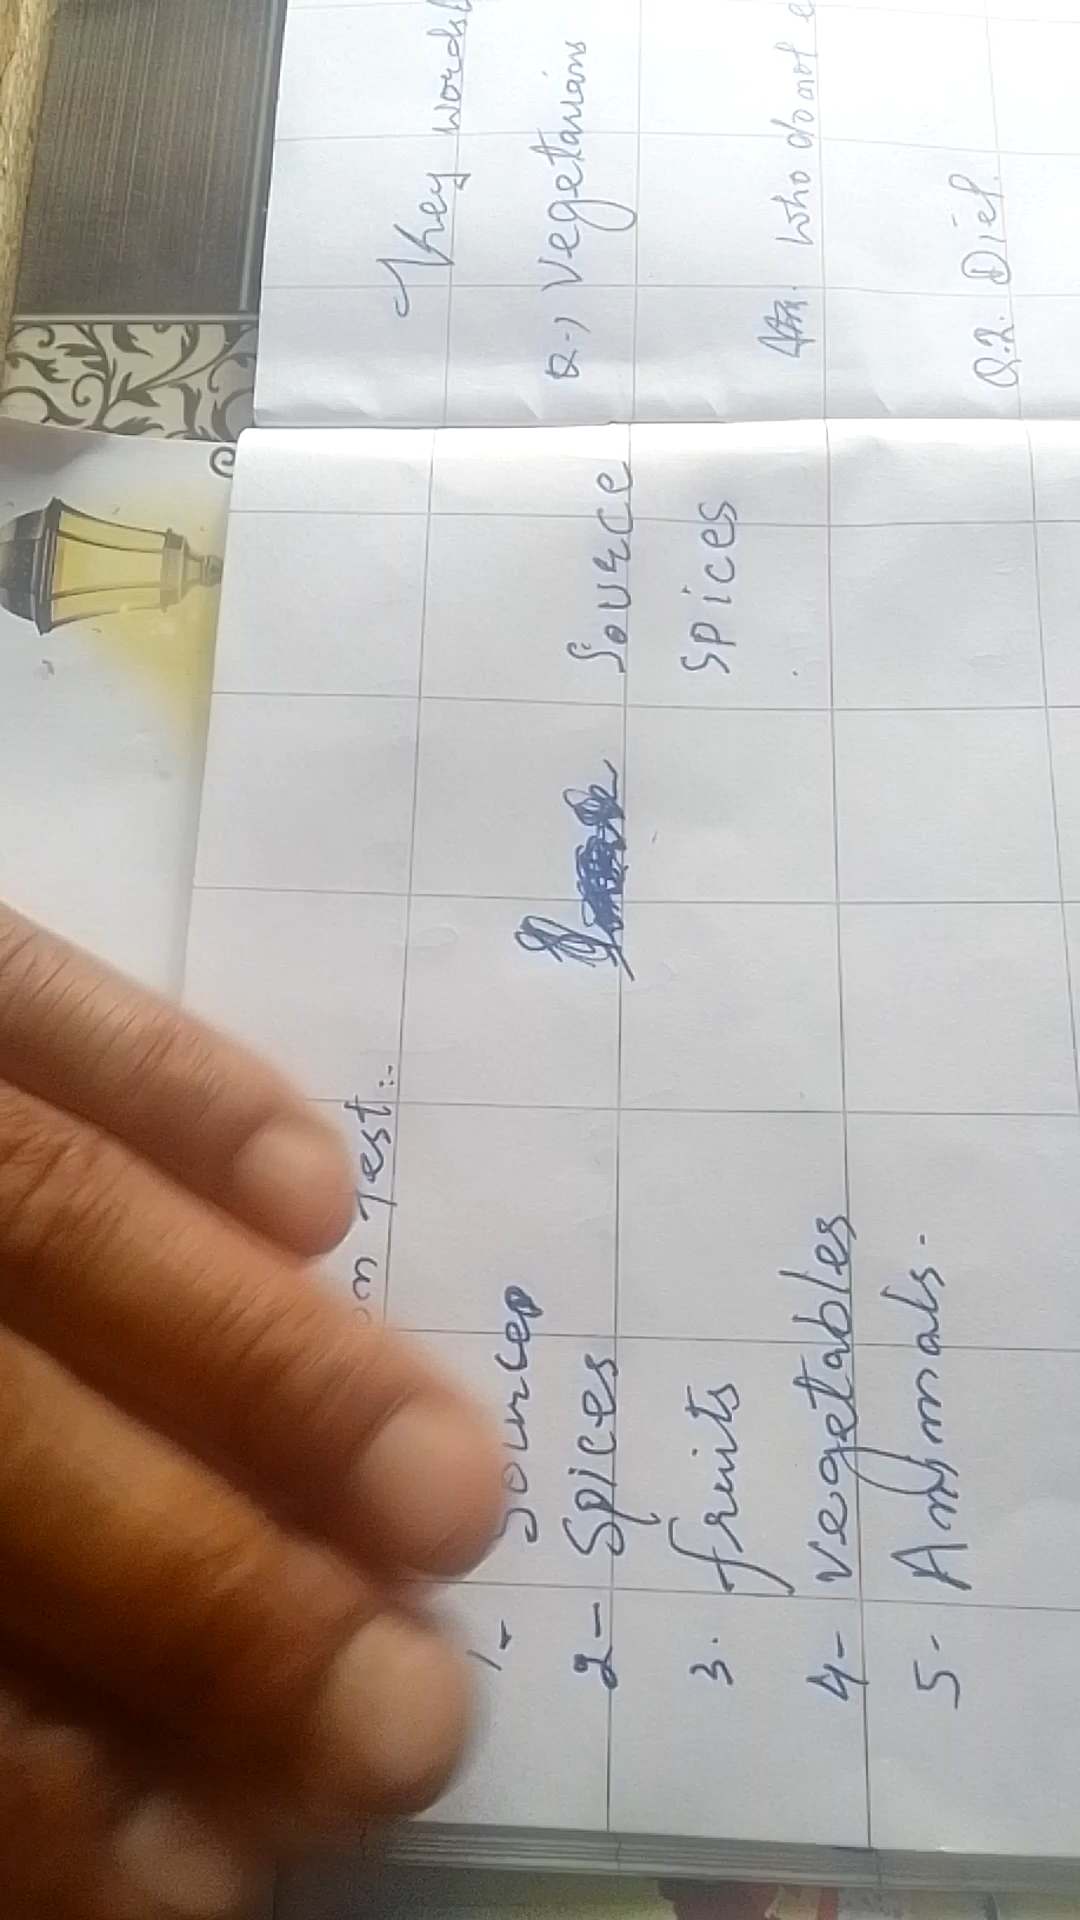 Test :-
1- Sources
2- Spices
3. fruits
4- vegetables
5- Animals.
Source
Spices
Key words
Q-1 Vegetarians
Ans. Who do not e
Q.2. Diet.